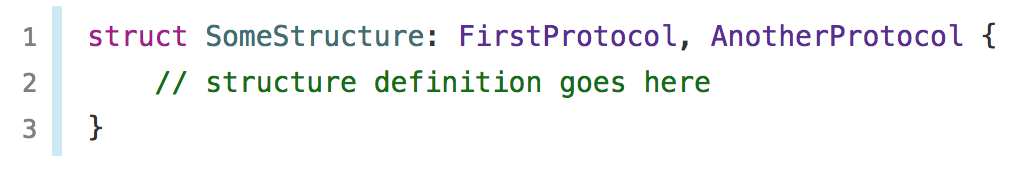 1 struct SomeStructure: FirstProtocol, AnotherProtocol {
2 // structure definition goes here
3 }